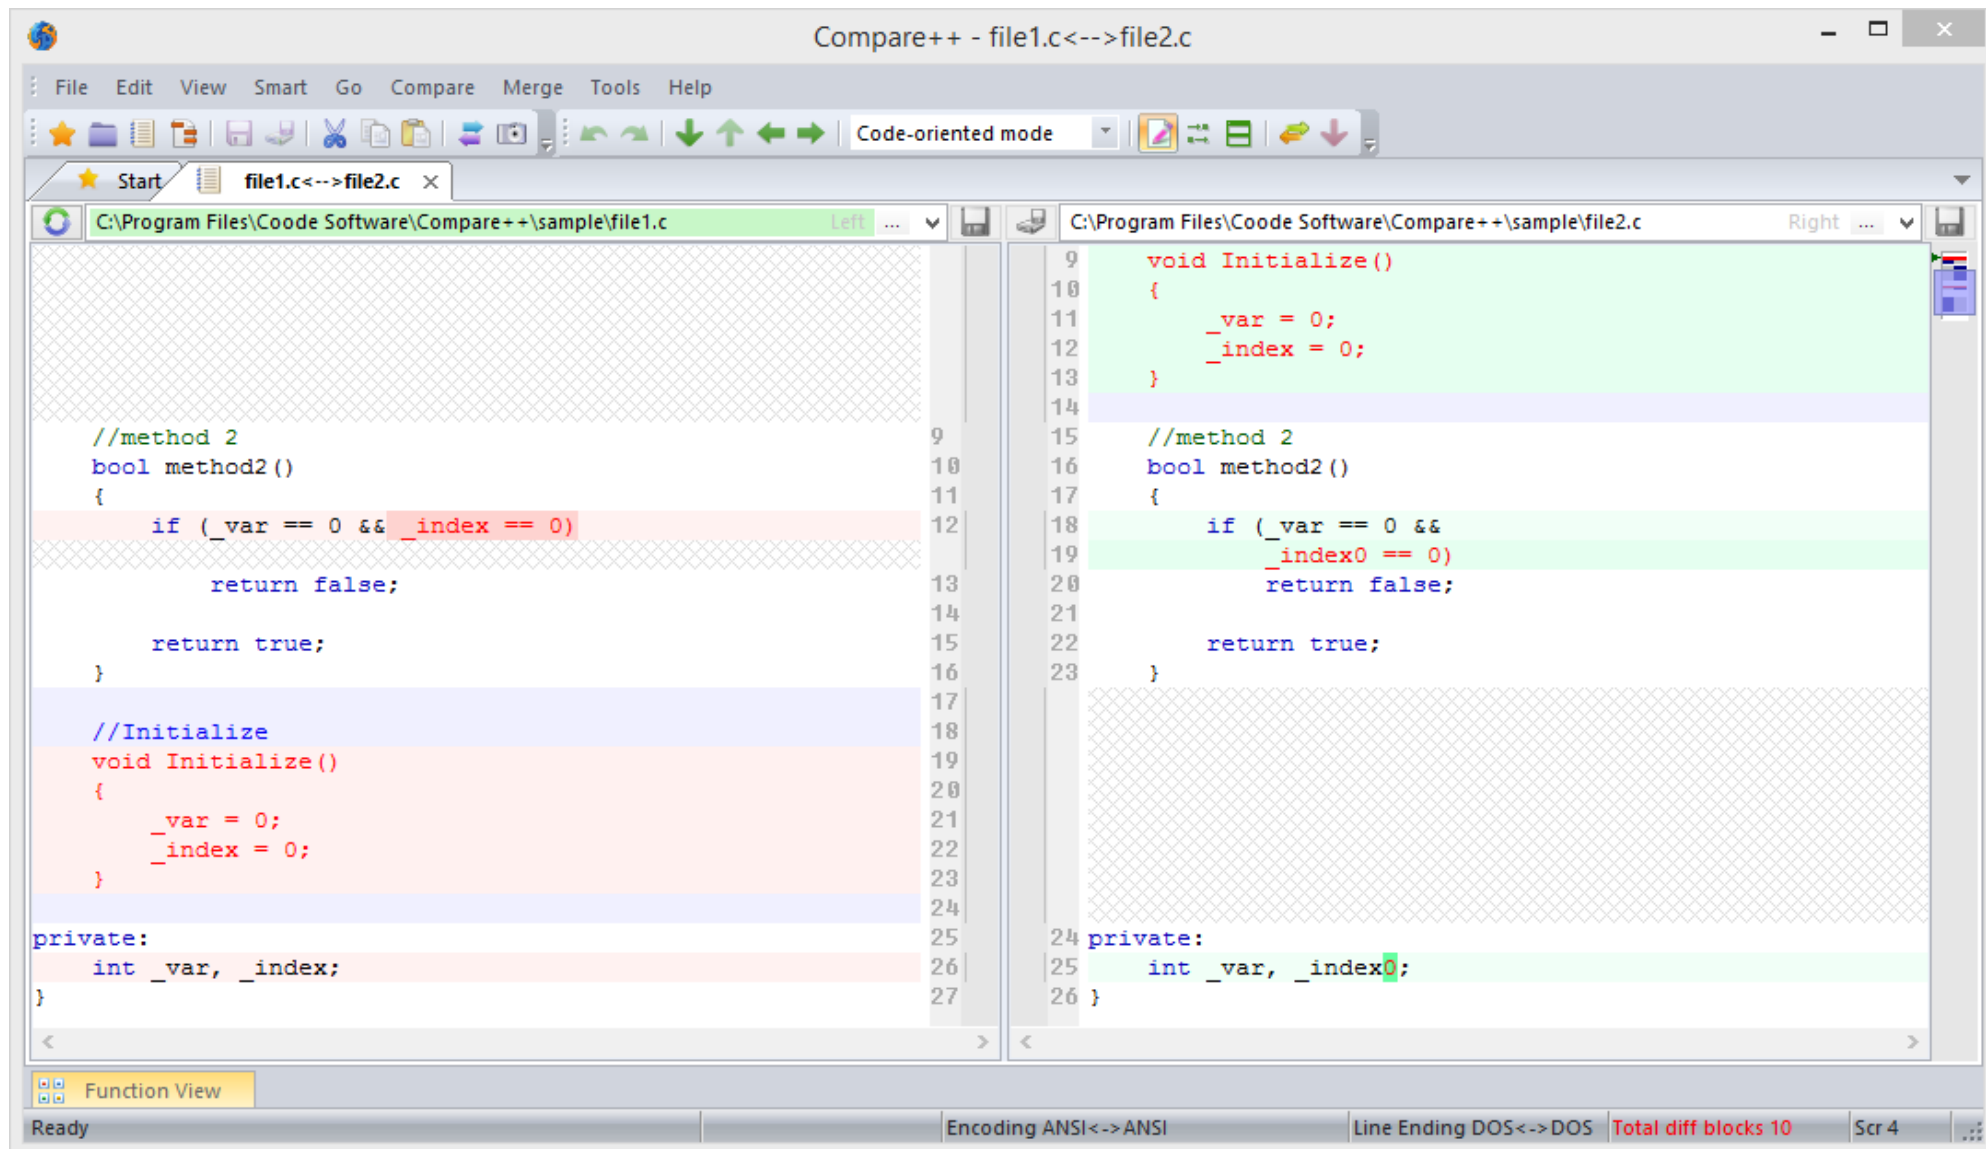 Compare++ - file1.c<-->file2.c
File Edit View Smart Go Compare Merge Tools Help
Code-oriented mode
Start file1.c<-->file2.c
C:\Program Files\Coode Software\Compare++\sample\file1.c Left ...
C:\Program Files\Coode Software\Compare++\sample\file2.c Right ...
//method 2 9
bool method2() 10
{ 11
if (_var == 0 && _index == 0) 12
return false; 13
14
return true; 15
} 16
17
//Initialize 18
void Initialize() 19
{ 20
_var = 0; 21
_index = 0; 22
} 23
24
private: 25
int _var, _index; 26
} 27
9 void Initialize()
10 {
11 _var = 0;
12 _index = 0;
13 }
14
15 //method 2
16 bool method2()
17 {
18 if (_var == 0 &&
19 _index0 == 0)
20 return false;
21
22 return true;
23 }
24 private:
25 int _var, _index0;
26 }
Function View
Ready Encoding ANSI<->ANSI Line Ending DOS<->DOS Total diff blocks 10 Scr 4